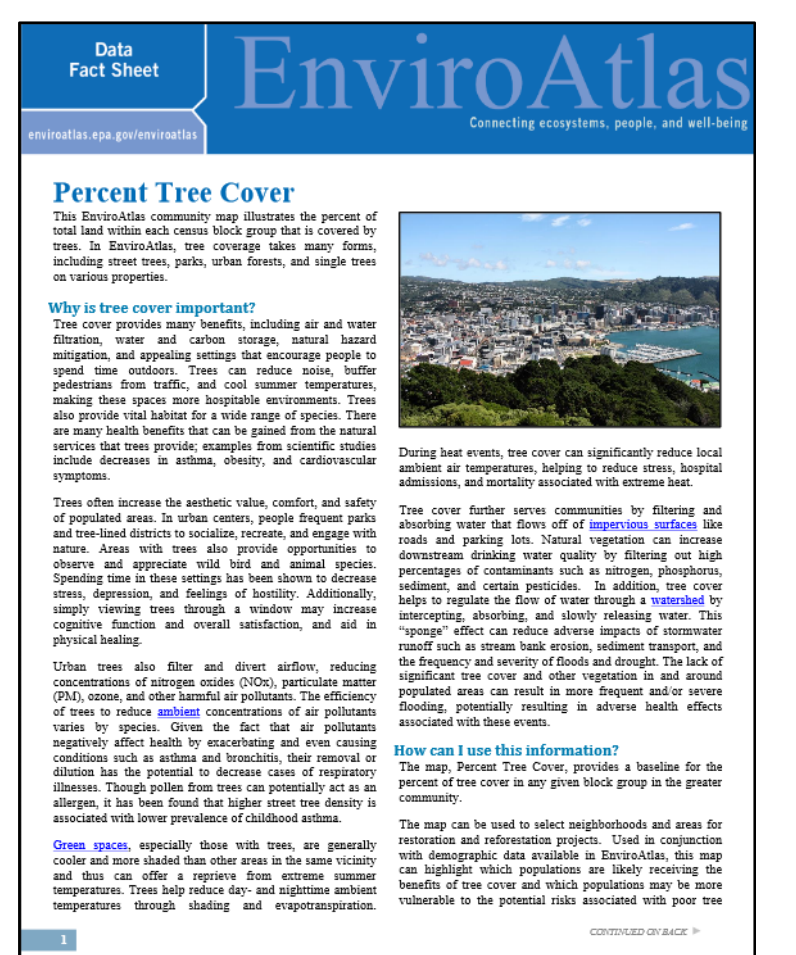 Data
Fact Sheet
enviroatlas.epa.gov/enviroatlas
EnviroAtlas
Connecting ecosystems, people, and well-being
Percent Tree Cover
This EnviroAtlas community map illustrates the percent of
total land within each census block group that is covered by
trees. In EnviroAtlas, tree coverage takes many forms,
including street trees, parks, urban forests, and single trees
on various properties.
Why is tree cover important?
Tree cover provides many benefits, including air and water
filtration, water and carbon storage, natural hazard
mitigation, and appealing settings that encourage people to
spend time outdoors. Trees can reduce noise, buffer
pedestrians from traffic, and cool summer temperatures,
making these spaces more hospitable environments. Trees
also provide vital habitat for a wide range of species. There
are many health benefits that can be gained from the natural
services that trees provide; examples from scientific studies
include decreases in asthma, obesity, and cardiovascular
symptoms.
Trees often increase the aesthetic value, comfort, and safety
of populated areas. In urban centers, people frequent parks
and tree-lined districts to socialize, recreate, and engage with
nature. Areas with trees also provide opportunities to
observe and appreciate wild bird and animal species.
Spending time in these settings has been shown to decrease
stress, depression, and feelings of hostility. Additionally,
simply viewing trees through a window may increase
cognitive function and overall satisfaction, and aid in
physical healing.
Urban trees also filter and divert airflow, reducing
concentrations of nitrogen oxides (NOx), particulate matter
(PM), ozone, and other harmful air pollutants. The efficiency
of trees to reduce ambient concentrations of air pollutants
varies by species. Given the fact that air pollutants
negatively affect health by exacerbating and even causing
conditions such as asthma and bronchitis, their removal or
dilution has the potential to decrease cases of respiratory
illnesses. Though pollen from trees can potentially act as an
allergen, it has been found that higher street tree density is
associated with lower prevalence of childhood asthma.
Green spaces, especially those with trees, are generally
cooler and more shaded than other areas in the same vicinity
and thus can offer a reprieve from extreme summer
temperatures. Trees help reduce day- and nighttime ambient
temperatures through shading and evapotranspiration.
During heat events, tree cover can significantly reduce local
ambient air temperatures, helping to reduce stress, hospital
admissions, and mortality associated with extreme heat.
Tree cover further serves communities by filtering and
absorbing water that flows off of impervious surfaces like
roads and parking lots. Natural vegetation can increase
downstream drinking water quality by filtering out high
percentages of contaminants such as nitrogen, phosphorus,
sediment, and certain pesticides. In addition, tree cover
helps to regulate the flow of water through a watershed by
intercepting, absorbing, and slowly releasing water. This
“sponge” effect can reduce adverse impacts of stormwater
runoff such as stream bank erosion, sediment transport, and
the frequency and severity of floods and drought. The lack of
significant tree cover and other vegetation in and around
populated areas can result in more frequent and/or severe
flooding, potentially resulting in adverse health effects
associated with these events.
How can I use this information?
The map, Percent Tree Cover, provides a baseline for the
percent of tree cover in any given block group in the greater
community.
The map can be used to select neighborhoods and areas for
restoration and reforestation projects. Used in conjunction
with demographic data available in EnviroAtlas, this map
can highlight which populations are likely receiving the
benefits of tree cover and which populations may be more
vulnerable to the potential risks associated with poor tree
1
CONTINUED ON BACK